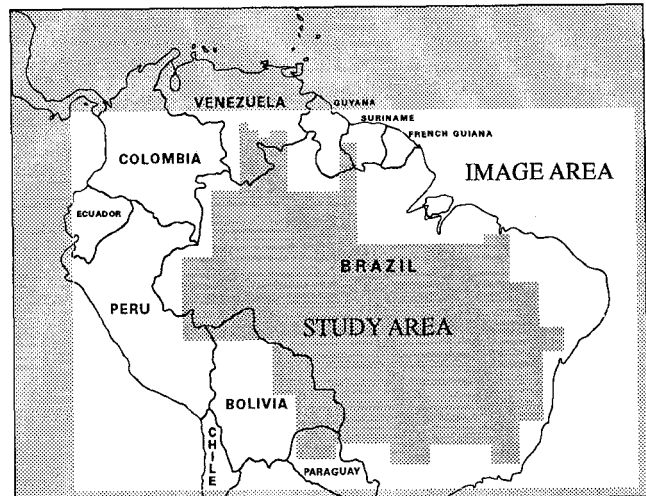 VENEZUELA
GUYANA
SURINAME
FRENCH GUIANA
COLOMBIA
IMAGE AREA
ECUADOR
BRAZIL
PERU
STUDY AREA
BOLIVIA
CHILE
PARAGUAY